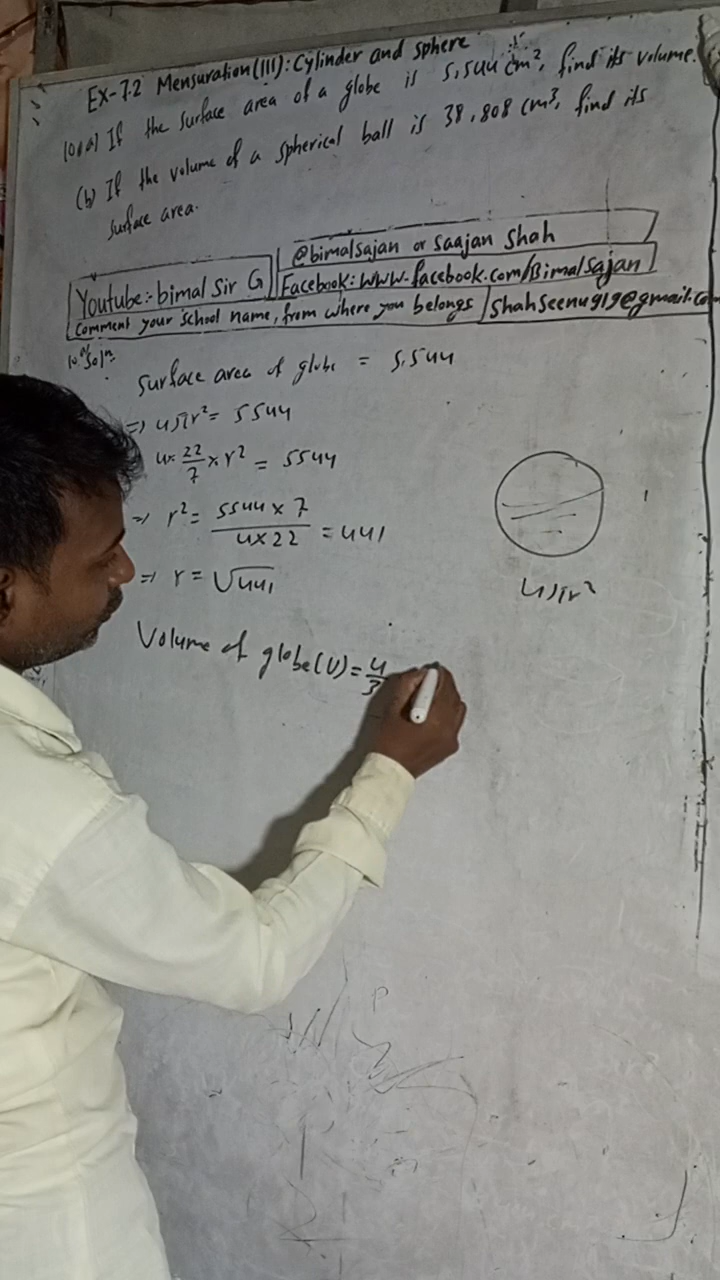 Ex-7.2 Mensuration(III): Cylinder and sphere
10.(a) If the surface area of a globe is 5,544 cm², find its volume.
(b) If the volume of a spherical ball is 38,808 cm³, find its
surface area.
Youtube:- bimal Sir G
@bimalsajan or Saajan Shah
Facebook: www.facebook.com/Bimalsajan
Comment your school name, from where you belongs
Shahseenu919@gmail.co
Soln
Surface area of globe = 5,544
=> 4πr² = 5544
4× 22/7 × r² = 5544
=> r² = 5544 × 7 / 4×22 = 441
=> r = √441
4πr²
Volume of globe(V) = 4/3